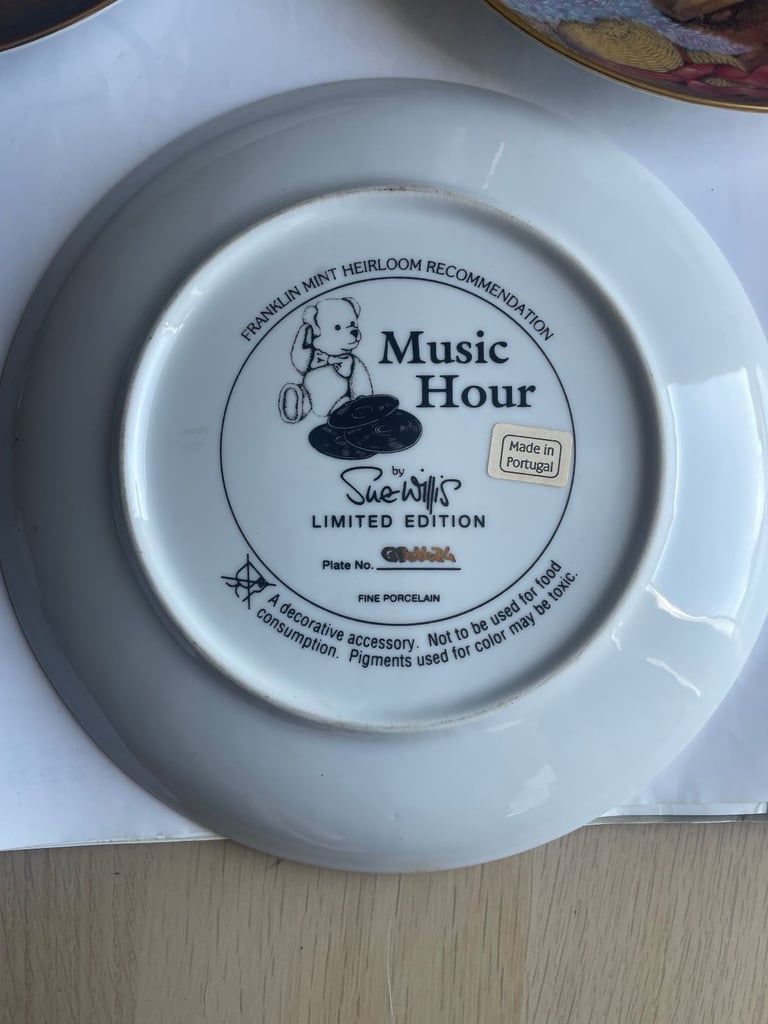 FRANKLIN MINT HEIRLOOM RECOMMENDATION
Music
Hour
Made in
Portugal
by
Sue Willis
LIMITED EDITION
Plate No.
FINE PORCELAIN
A decorative accessory. Not to be used for food
consumption. Pigments used for color may be toxic.